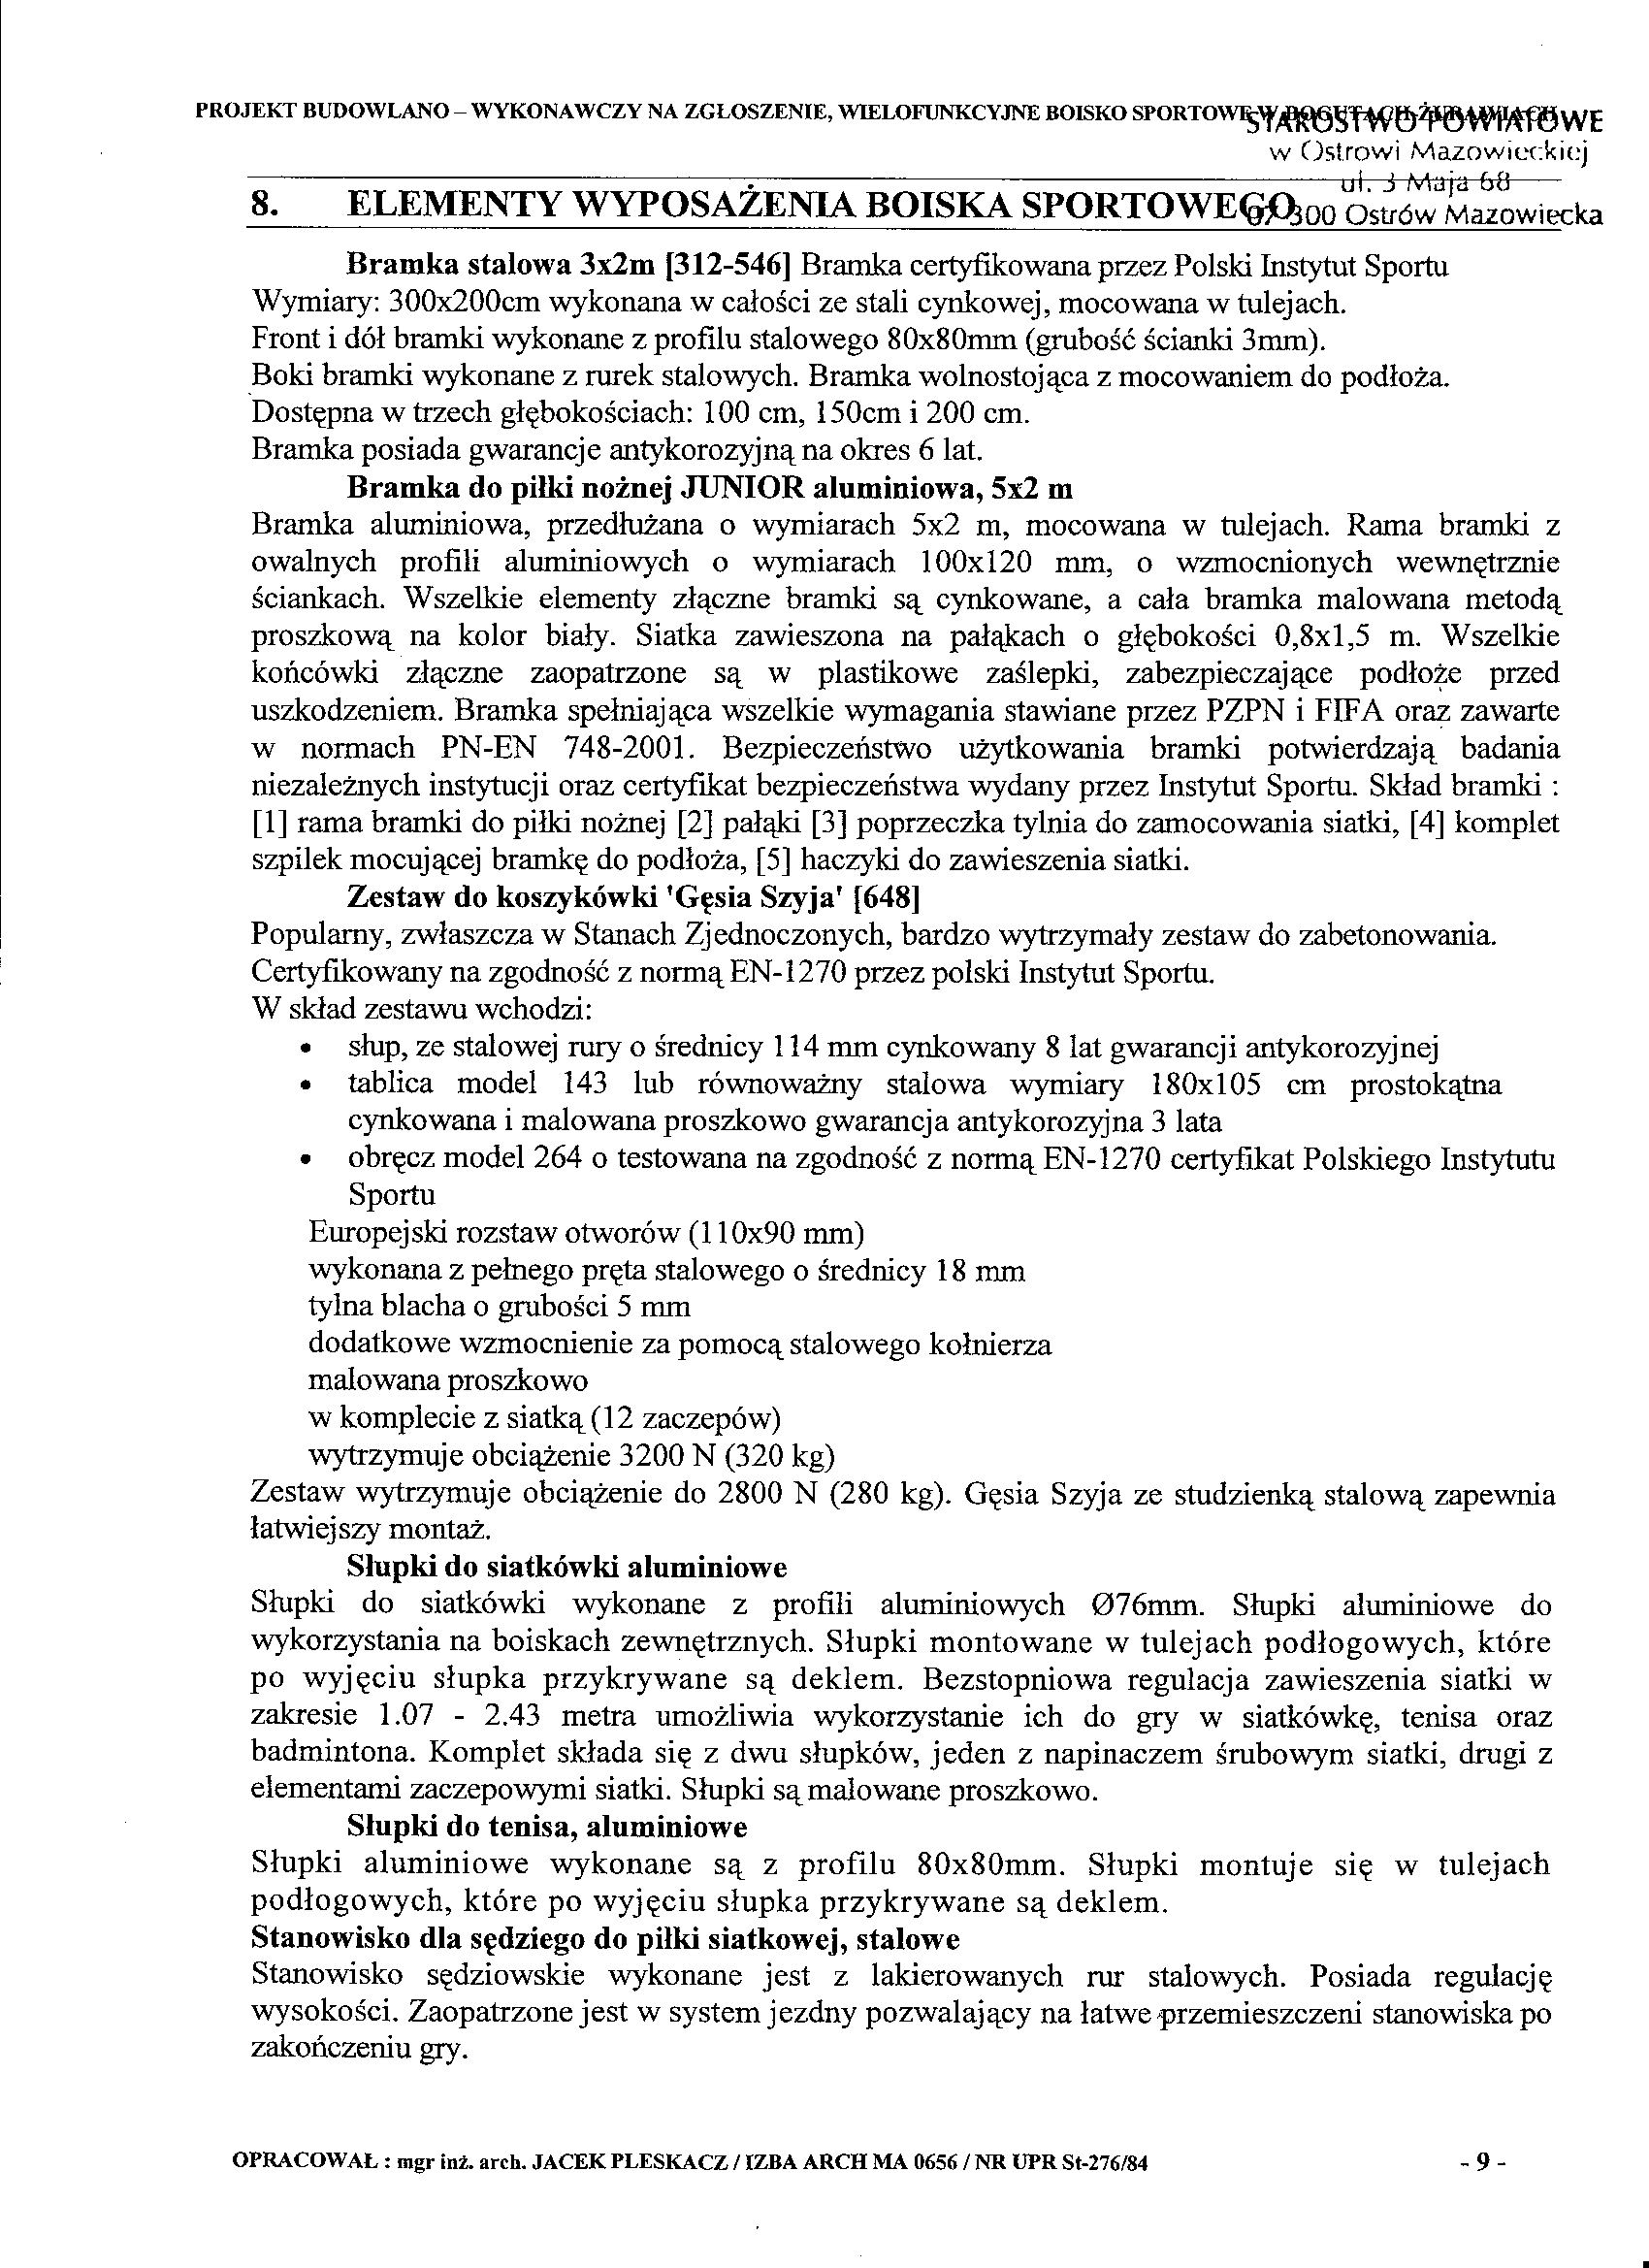 PROJEKT BUDOWLANO – WYKONAWCZY NA ZGŁOSZENIE, WIELOFUNKCYJNE BOISKO SPORTOWE W
STAROSTWO POWIATOWE
w Ostrowi Mazowieckiej
ul. 3 Maja 68
8. ELEMENTY WYPOSAŻENIA BOISKA SPORTOWEGO
07-300 Ostrów Mazowiecka
Bramka stalowa 3x2m [312-546] Bramka certyfikowana przez Polski Instytut Sportu
Wymiary: 300x200cm wykonana w całości ze stali cynkowej, mocowana w tulejach.
Front i dół bramki wykonane z profilu stalowego 80x80mm (grubość ścianki 3mm).
Boki bramki wykonane z rurek stalowych. Bramka wolnostojąca z mocowaniem do podłoża.
Dostępna w trzech głębokościach: 100 cm, 150cm i 200 cm.
Bramka posiada gwarancje antykorozyjną na okres 6 lat.
Bramka do piłki nożnej JUNIOR aluminiowa, 5x2 m
Bramka aluminiowa, przedłużana o wymiarach 5x2 m, mocowana w tulejach. Rama bramki z
owalnych profili aluminiowych o wymiarach 100x120 mm, o wzmocnionych wewnętrznie
ściankach. Wszelkie elementy złączne bramki są cynkowane, a cała bramka malowana metodą
proszkową na kolor biały. Siatka zawieszona na pałąkach o głębokości 0,8x1,5 m. Wszelkie
końcówki złączne zaopatrzone są w plastikowe zaślepki, zabezpieczające podłoże przed
uszkodzeniem. Bramka spełniająca wszelkie wymagania stawiane przez PZPN i FIFA oraz zawarte
w normach PN-EN 748-2001. Bezpieczeństwo użytkowania bramki potwierdzają badania
niezależnych instytucji oraz certyfikat bezpieczeństwa wydany przez Instytut Sportu. Skład bramki :
[1] rama bramki do piłki nożnej [2] pałąki [3] poprzeczka tylnia do zamocowania siatki, [4] komplet
szpilek mocującej bramkę do podłoża, [5] haczyki do zawieszenia siatki.
Zestaw do koszykówki 'Gęsia Szyja' [648]
Popularny, zwłaszcza w Stanach Zjednoczonych, bardzo wytrzymały zestaw do zabetonowania.
Certyfikowany na zgodność z normą EN-1270 przez polski Instytut Sportu.
W skład zestawu wchodzi:
• słup, ze stalowej rury o średnicy 114 mm cynkowany 8 lat gwarancji antykorozyjnej
• tablica model 143 lub równoważny stalowa wymiary 180x105 cm prostokątna
cynkowana i malowana proszkowo gwarancja antykorozyjna 3 lata
• obręcz model 264 o testowana na zgodność z normą EN-1270 certyfikat Polskiego Instytutu
Sportu
Europejski rozstaw otworów (110x90 mm)
wykonana z pełnego pręta stalowego o średnicy 18 mm
tylna blacha o grubości 5 mm
dodatkowe wzmocnienie za pomocą stalowego kołnierza
malowana proszkowo
w komplecie z siatką (12 zaczepów)
wytrzymuje obciążenie 3200 N (320 kg)
Zestaw wytrzymuje obciążenie do 2800 N (280 kg). Gęsia Szyja ze studzienką stalową zapewnia
łatwiejszy montaż.
Słupki do siatkówki aluminiowe
Słupki do siatkówki wykonane z profili aluminiowych Ø76mm. Słupki aluminiowe do
wykorzystania na boiskach zewnętrznych. Słupki montowane w tulejach podłogowych, które
po wyjęciu słupka przykrywane są deklem. Bezstopniowa regulacja zawieszenia siatki w
zakresie 1.07 - 2.43 metra umożliwia wykorzystanie ich do gry w siatkówkę, tenisa oraz
badmintona. Komplet składa się z dwu słupków, jeden z napinaczem śrubowym siatki, drugi z
elementami zaczepowymi siatki. Słupki są malowane proszkowo.
Słupki do tenisa, aluminiowe
Słupki aluminiowe wykonane są z profilu 80x80mm. Słupki montuje się w tulejach
podłogowych, które po wyjęciu słupka przykrywane są deklem.
Stanowisko dla sędziego do piłki siatkowej, stalowe
Stanowisko sędziowskie wykonane jest z lakierowanych rur stalowych. Posiada regulację
wysokości. Zaopatrzone jest w system jezdny pozwalający na łatwe przemieszczeni stanowiska po
zakończeniu gry.
OPRACOWAŁ : mgr inż. arch. JACEK PLESKACZ / IZBA ARCH MA 0656 / NR UPR St-276/84 - 9 -